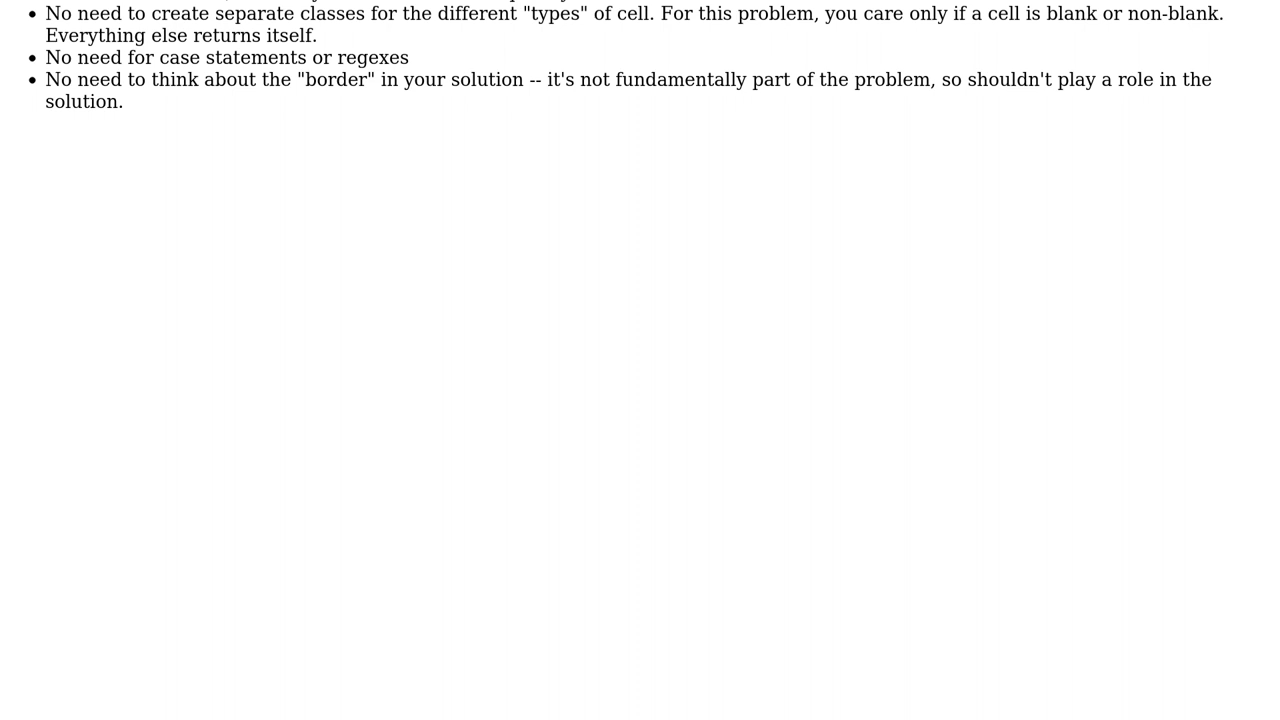 • No need to create separate classes for the different "types" of cell. For this problem, you care only if a cell is blank or non-blank.
Everything else returns itself.
• No need for case statements or regexes
• No need to think about the "border" in your solution -- it's not fundamentally part of the problem, so shouldn't play a role in the
solution.